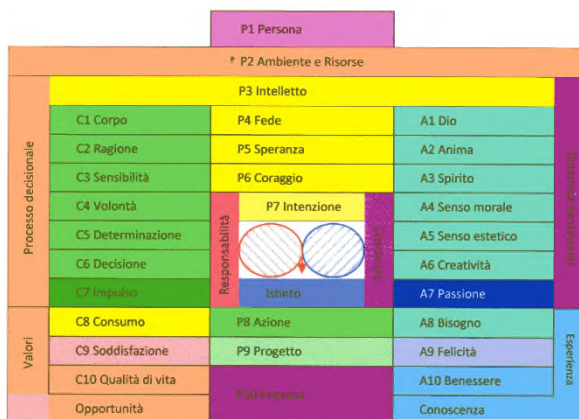 P1 Persona
P2 Ambiente e Risorse
P3 Intelletto
Processo decisionale
C1 Corpo
P4 Fede
A1 Dio
C2 Ragione
P5 Speranza
A2 Anima
C3 Sensibilità
P6 Coraggio
A3 Spirito
C4 Volontà
Responsabilità
P7 Intenzione
A4 Senso morale
C5 Determinazione
A5 Senso estetico
C6 Decisione
A6 Creatività
C7 Impulso
Istinto
A7 Passione
Valori
C8 Consumo
P8 Azione
A8 Bisogno
Esperienza
C9 Soddisfazione
P9 Progetto
A9 Felicità
C10 Qualità di vita
P10 Impresa
A10 Benessere
Opportunità
Conoscenza